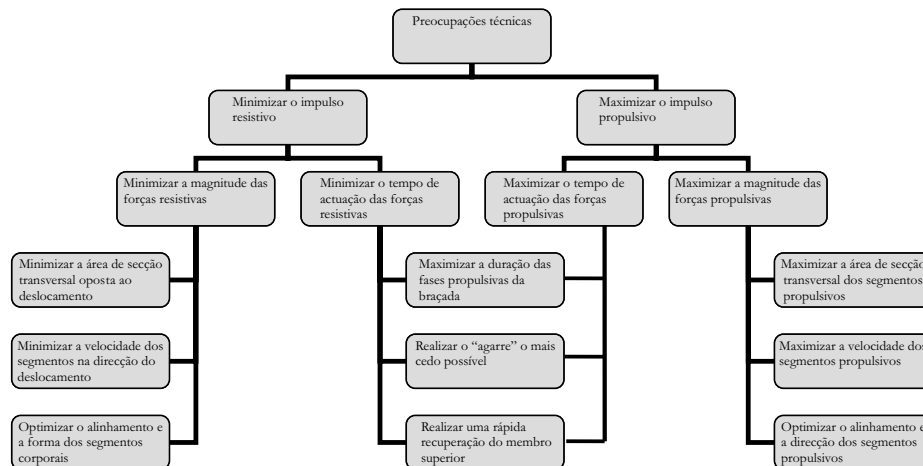 Preocupações técnicas
Minimizar o impulso
resistivo
Maximizar o impulso
propulsivo
Minimizar a magnitude das
forças resistivas
Minimizar o tempo de
actuação das forças
resistivas
Maximizar o tempo de
actuação das forças
propulsivas
Maximizar a magnitude das
forças propulsivas
Minimizar a área de secção
transversal oposta ao
deslocamento
Maximizar a duração das
fases propulsivas da
braçada
Maximizar a área de secção
transversal dos segmentos
propulsivos
Minimizar a velocidade dos
segmentos na direcção do
deslocamento
Realizar o “agarre” o mais
cedo possível
Maximizar a velocidade dos
segmentos propulsivos
Optimizar o alinhamento e
a forma dos segmentos
corporais
Realizar uma rápida
recuperação do membro
superior
Optimizar o alinhamento e
a direcção dos segmentos
propulsivos